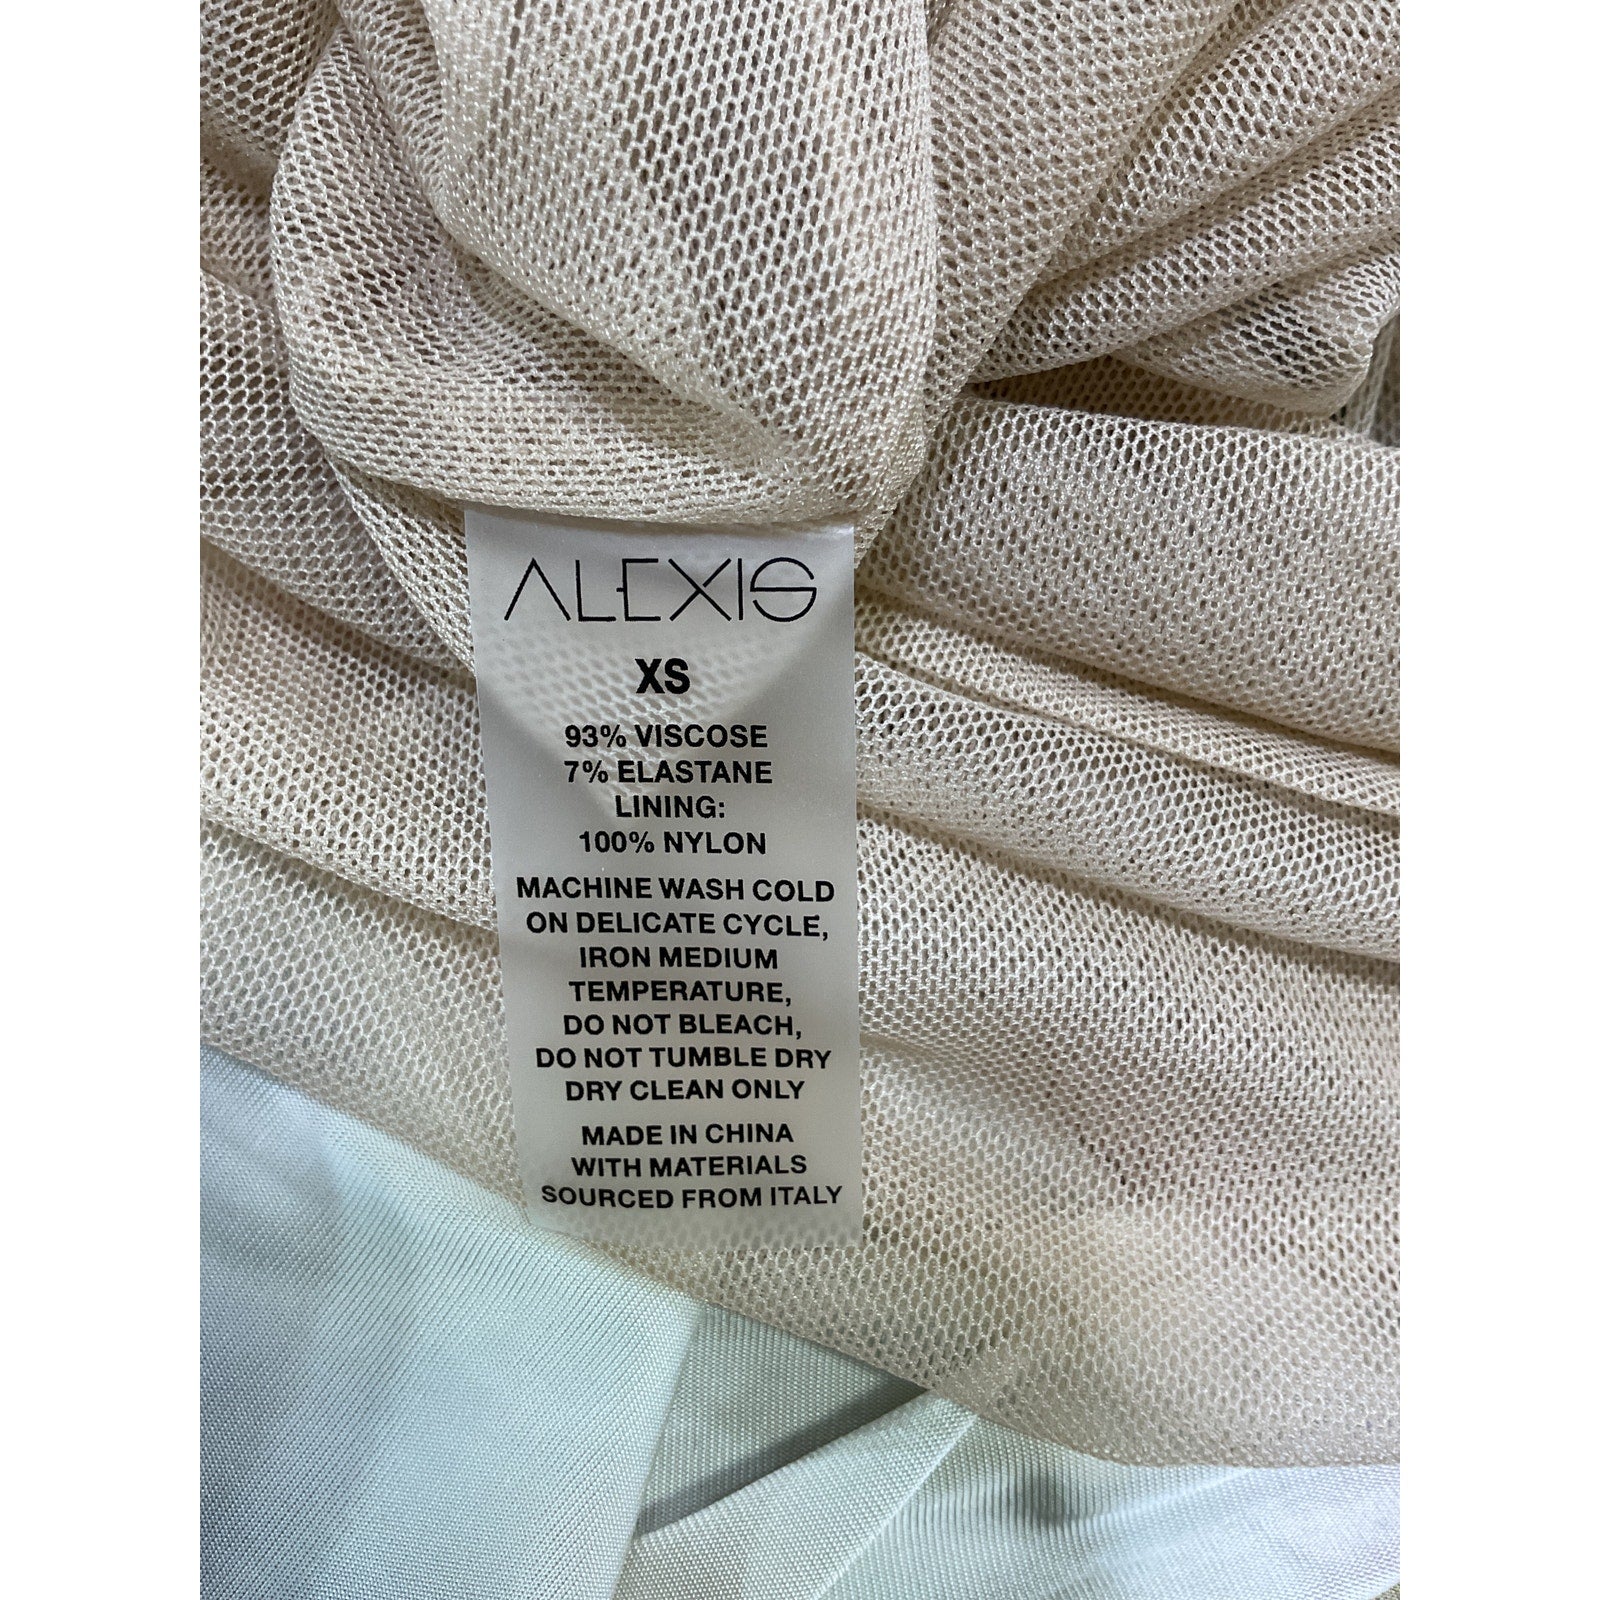 ALEXIS
XS
93% VISCOSE
7% ELASTANE
LINING:
100% NYLON
MACHINE WASH COLD
ON DELICATE CYCLE,
IRON MEDIUM
TEMPERATURE,
DO NOT BLEACH,
DO NOT TUMBLE DRY
DRY CLEAN ONLY
MADE IN CHINA
WITH MATERIALS
SOURCED FROM ITALY